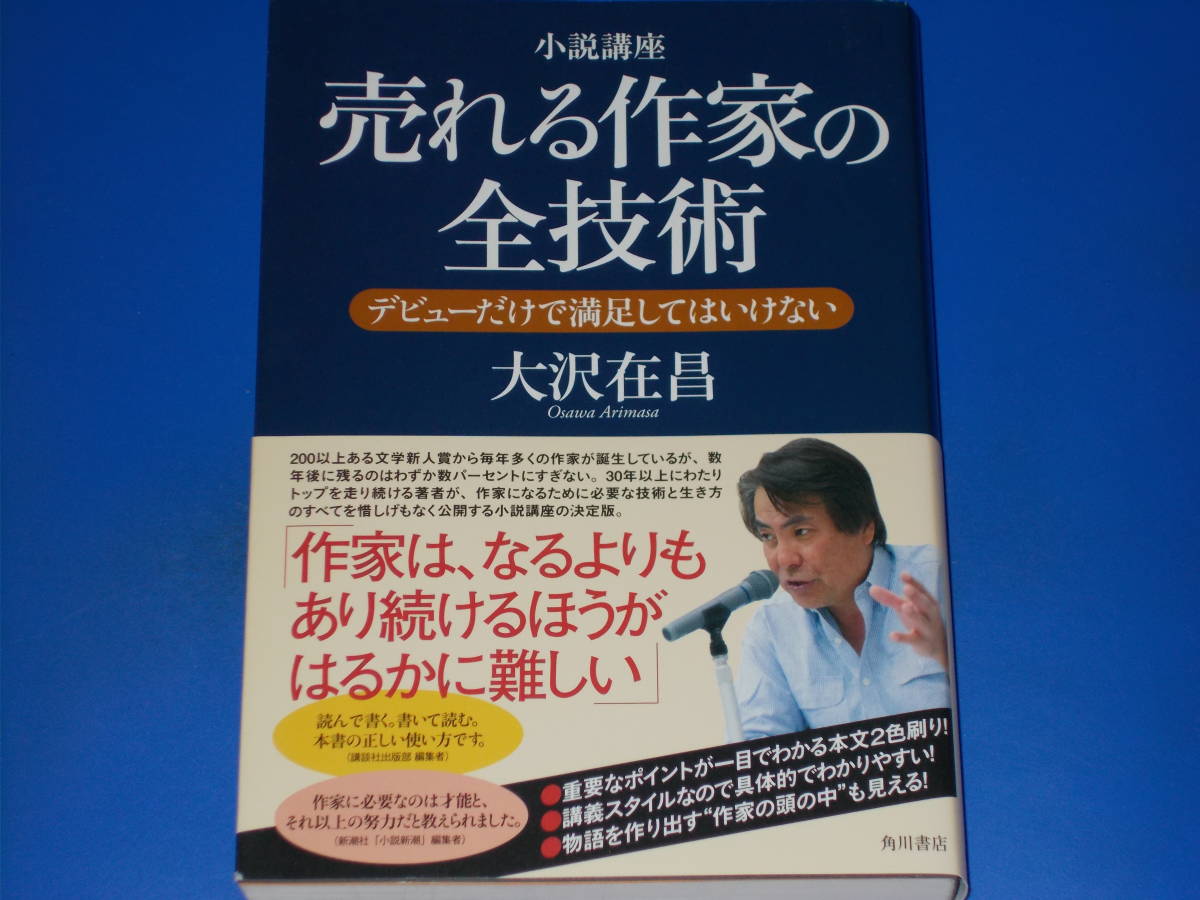 小説講座
売れる作家の
全技術
デビューだけで満足してはいけない
大沢在昌
Osawa Arimasa
200以上ある文学新人賞から毎年多くの作家が誕生しているが、数
年後に残るのはわずか数パーセントにすぎない。30年以上にわたり
トップを走り続ける著者が、作家になるために必要な技術と生き方
のすべてを惜しげもなく公開する小説講座の決定版。
「作家は、なるよりも
あり続けるほうが
はるかに難しい」
読んで書く。書いて読む。
本書の正しい使い方です。
(講談社出版部 編集者)
作家に必要なのは才能と、
それ以上の努力だと教えられました。
(新潮社「小説新潮」編集者)
●重要なポイントが一目でわかる本文2色刷り!
●講義スタイルなので具体的でわかりやすい!
●物語を作り出す“作家の頭の中”も見える!
角川書店